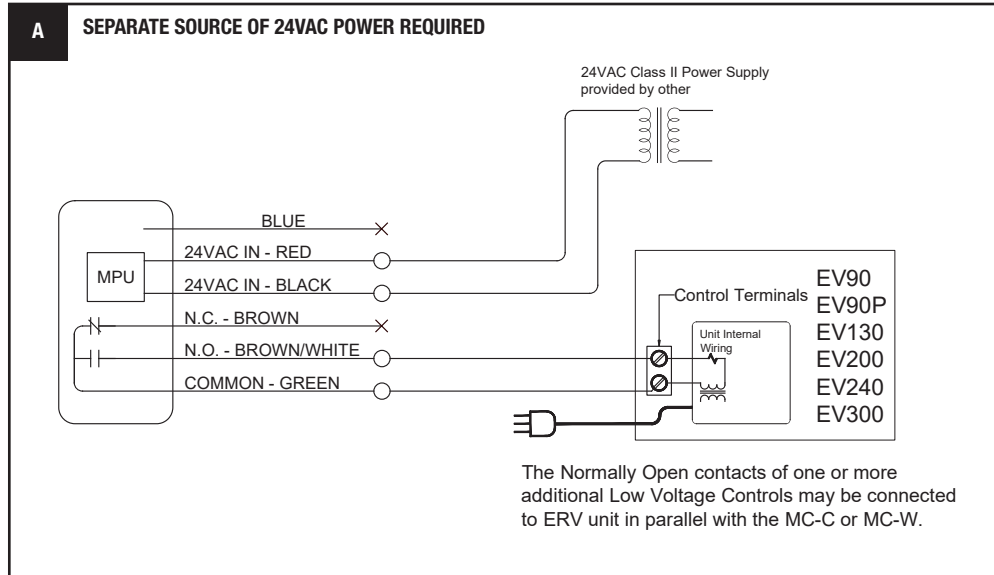 A
SEPARATE SOURCE OF 24VAC POWER REQUIRED
24VAC Class II Power Supply
provided by other
BLUE
24VAC IN - RED
MPU
24VAC IN - BLACK
N.C. - BROWN
N.O. - BROWN/WHITE
COMMON - GREEN
Control Terminals
Unit Internal
Wiring
EV90
EV90P
EV130
EV200
EV240
EV300
The Normally Open contacts of one or more
additional Low Voltage Controls may be connected
to ERV unit in parallel with the MC-C or MC-W.